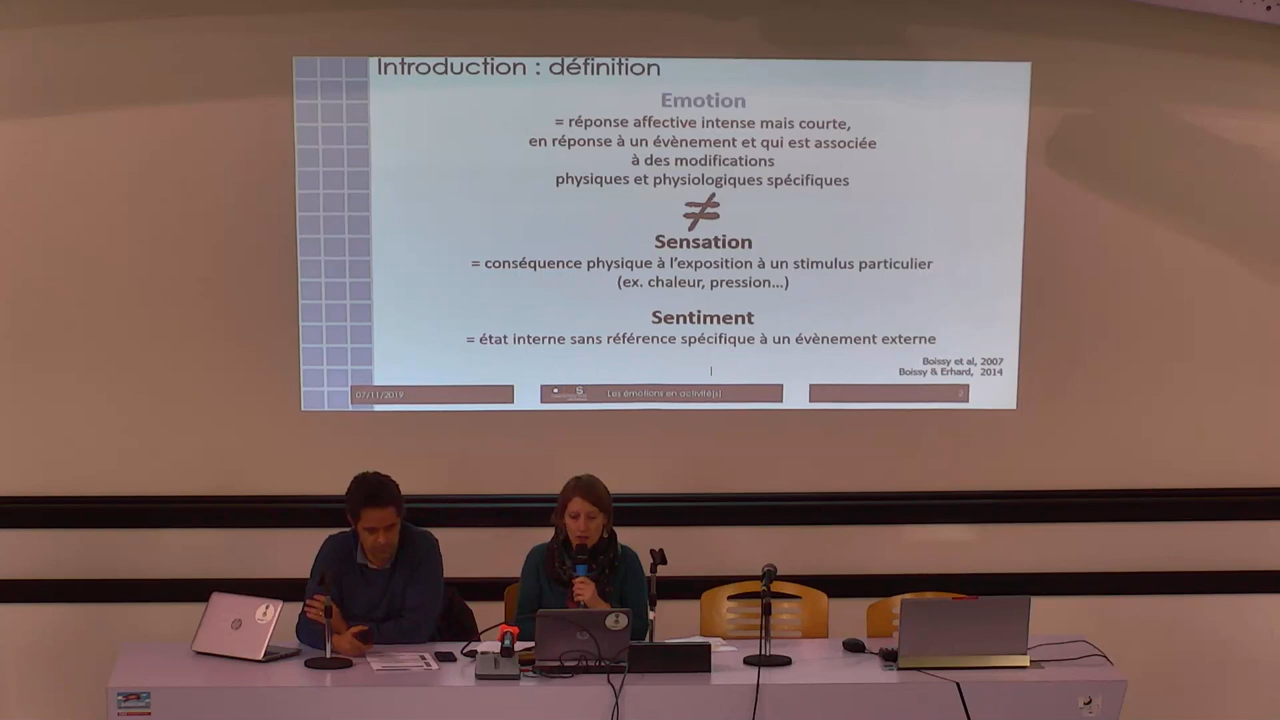 Introduction : définition
Emotion
= réponse affective intense mais courte,
en réponse à un évènement et qui est associée
à des modifications
physiques et physiologiques spécifiques
≠
Sensation
= conséquence physique à l'exposition à un stimulus particulier
(ex. chaleur, pression...)
Sentiment
= état interne sans référence spécifique à un évènement externe
Boissy et al, 2007
Boissy & Erhard, 2014
07/11/2019
S
Les émotions en activité(s)
2
hp